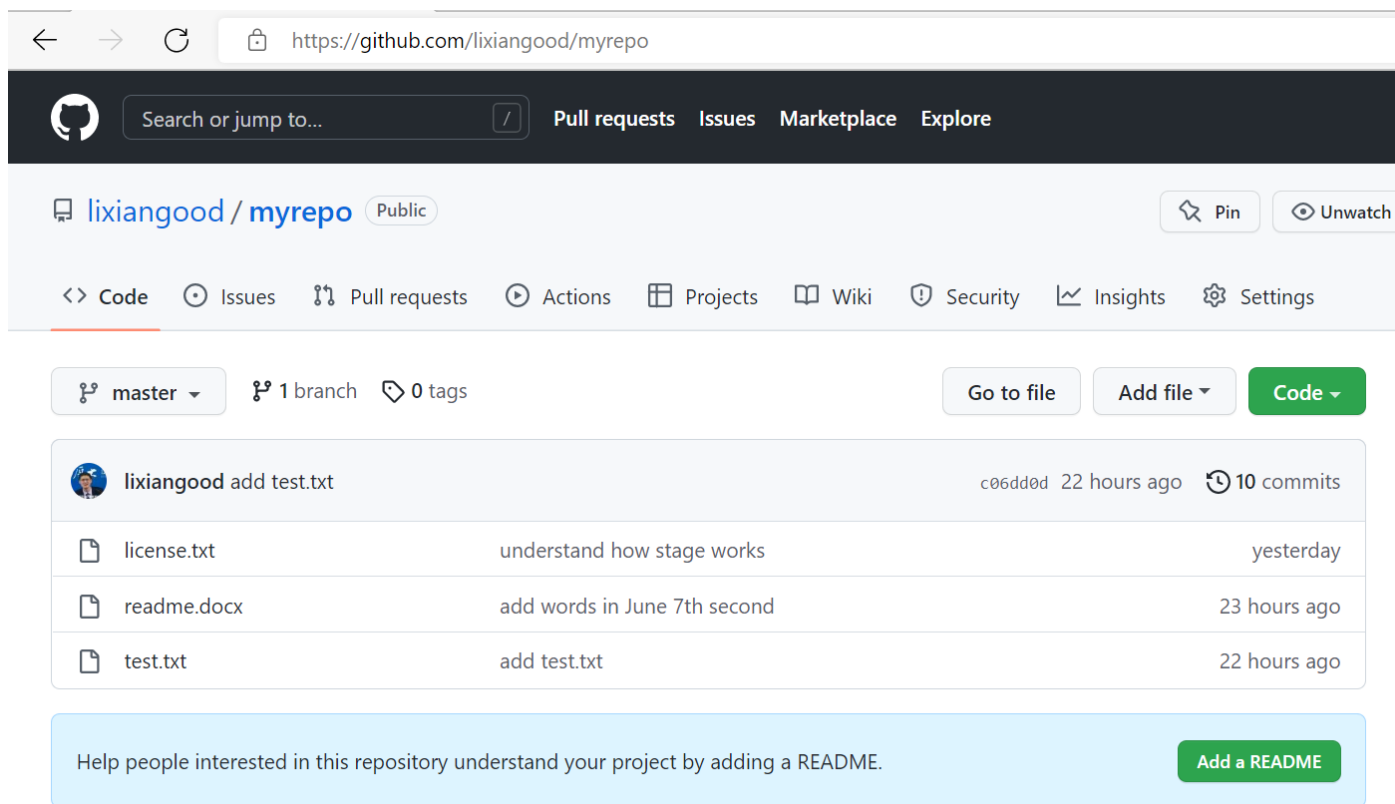 https://github.com/lixiangood/myrepo
Search or jump to... / Pull requests Issues Marketplace Explore
lixiangood / myrepo Public Pin Unwatch
Code Issues Pull requests Actions Projects Wiki Security Insights Settings
master 1 branch 0 tags Go to file Add file Code
lixiangood add test.txt c06dd0d 22 hours ago 10 commits
license.txt understand how stage works yesterday
readme.docx add words in June 7th second 23 hours ago
test.txt add test.txt 22 hours ago
Help people interested in this repository understand your project by adding a README. Add a README